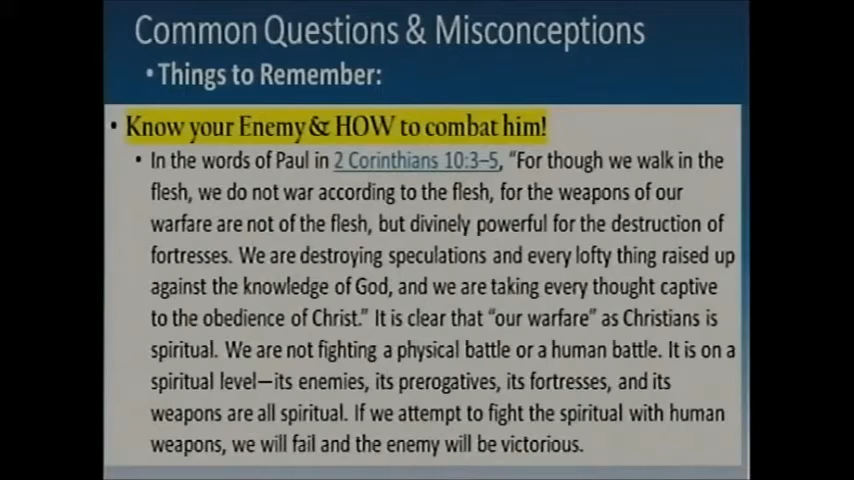 Common Questions & Misconceptions
• Things to Remember:
• Know your Enemy & HOW to combat him!
• In the words of Paul in 2 Corinthians 10:3–5, “For though we walk in the
flesh, we do not war according to the flesh, for the weapons of our
warfare are not of the flesh, but divinely powerful for the destruction of
fortresses. We are destroying speculations and every lofty thing raised up
against the knowledge of God, and we are taking every thought captive
to the obedience of Christ.” It is clear that “our warfare” as Christians is
spiritual. We are not fighting a physical battle or a human battle. It is on a
spiritual level—its enemies, its prerogatives, its fortresses, and its
weapons are all spiritual. If we attempt to fight the spiritual with human
weapons, we will fail and the enemy will be victorious.